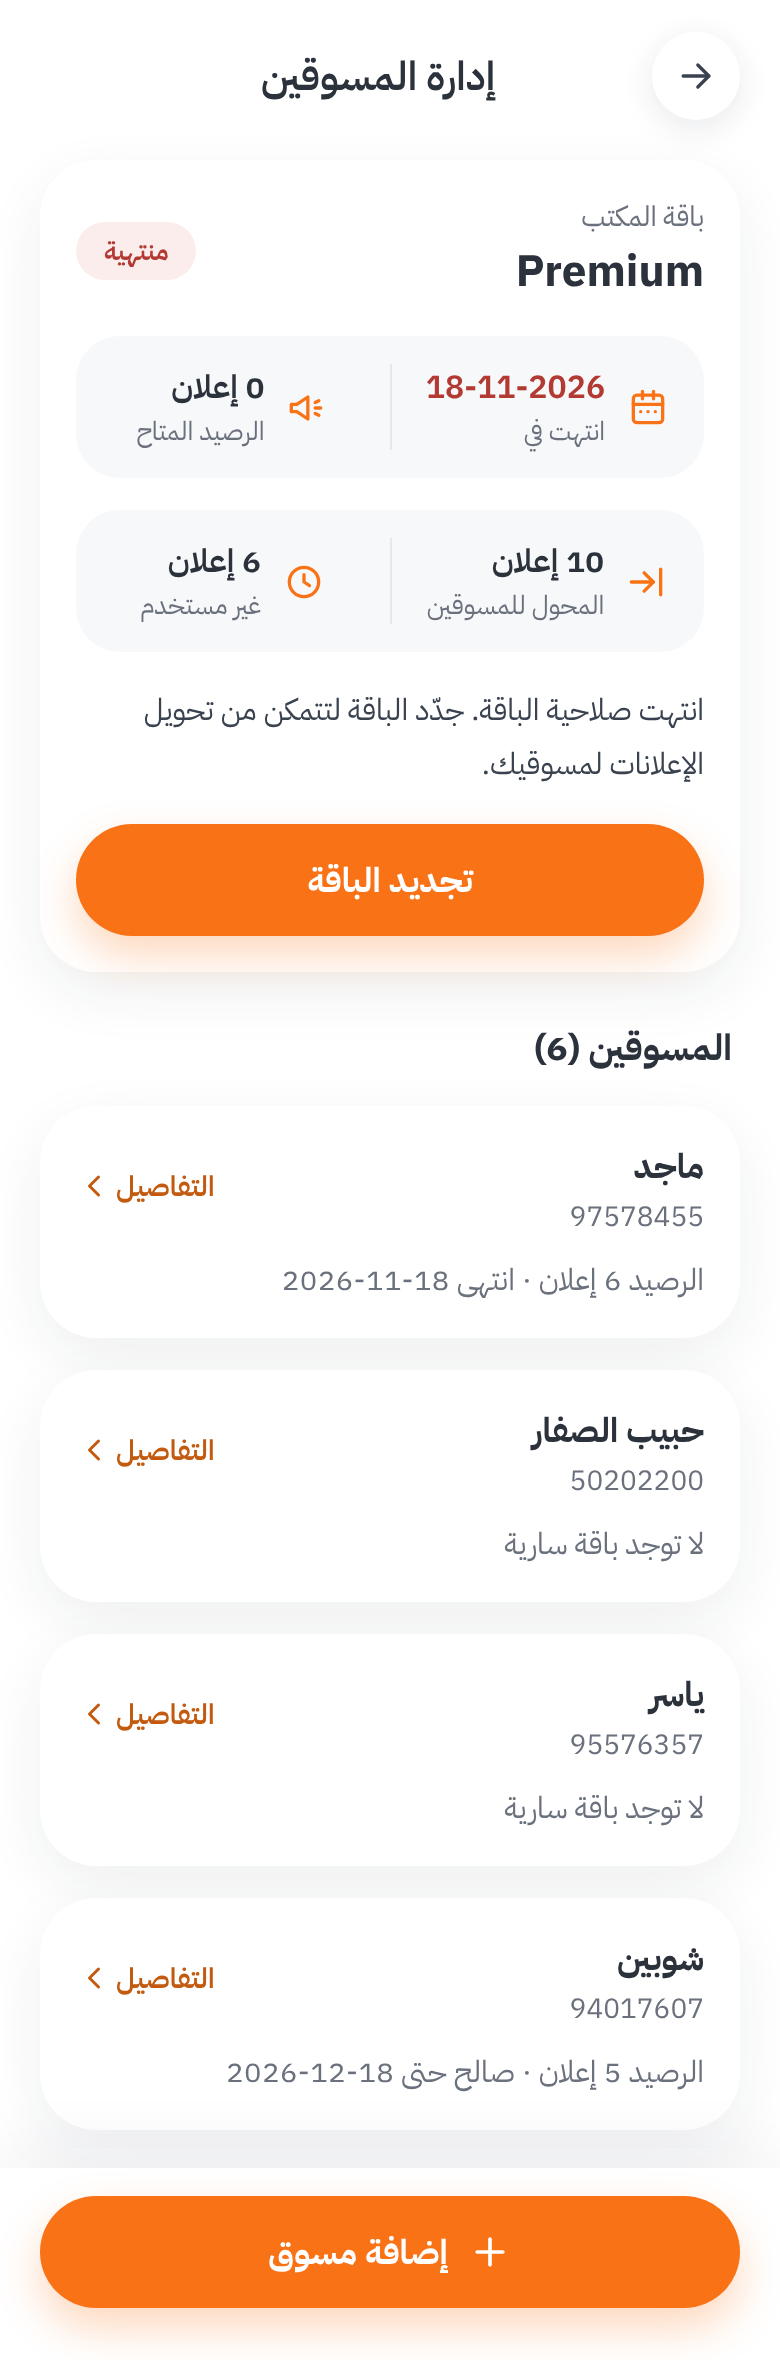 إدارة المسوقين
باقة المكتب
Premium
منتهية
18-11-2026
انتهت في
0 إعلان
الرصيد المتاح
10 إعلان
المحول للمسوقين
6 إعلان
غير مستخدم
انتهت صلاحية الباقة. جدّد الباقة لتتمكن من تحويل
الإعلانات لمسوقيك.
تجديد الباقة
المسوقين (6)
ماجد
97578455
التفاصيل
الرصيد 6 إعلان · انتهى 18-11-2026
حبيب الصفار
50202200
التفاصيل
لا توجد باقة سارية
ياسر
95576357
التفاصيل
لا توجد باقة سارية
شوبين
94017607
التفاصيل
الرصيد 5 إعلان · صالح حتى 18-12-2026
إضافة مسوق